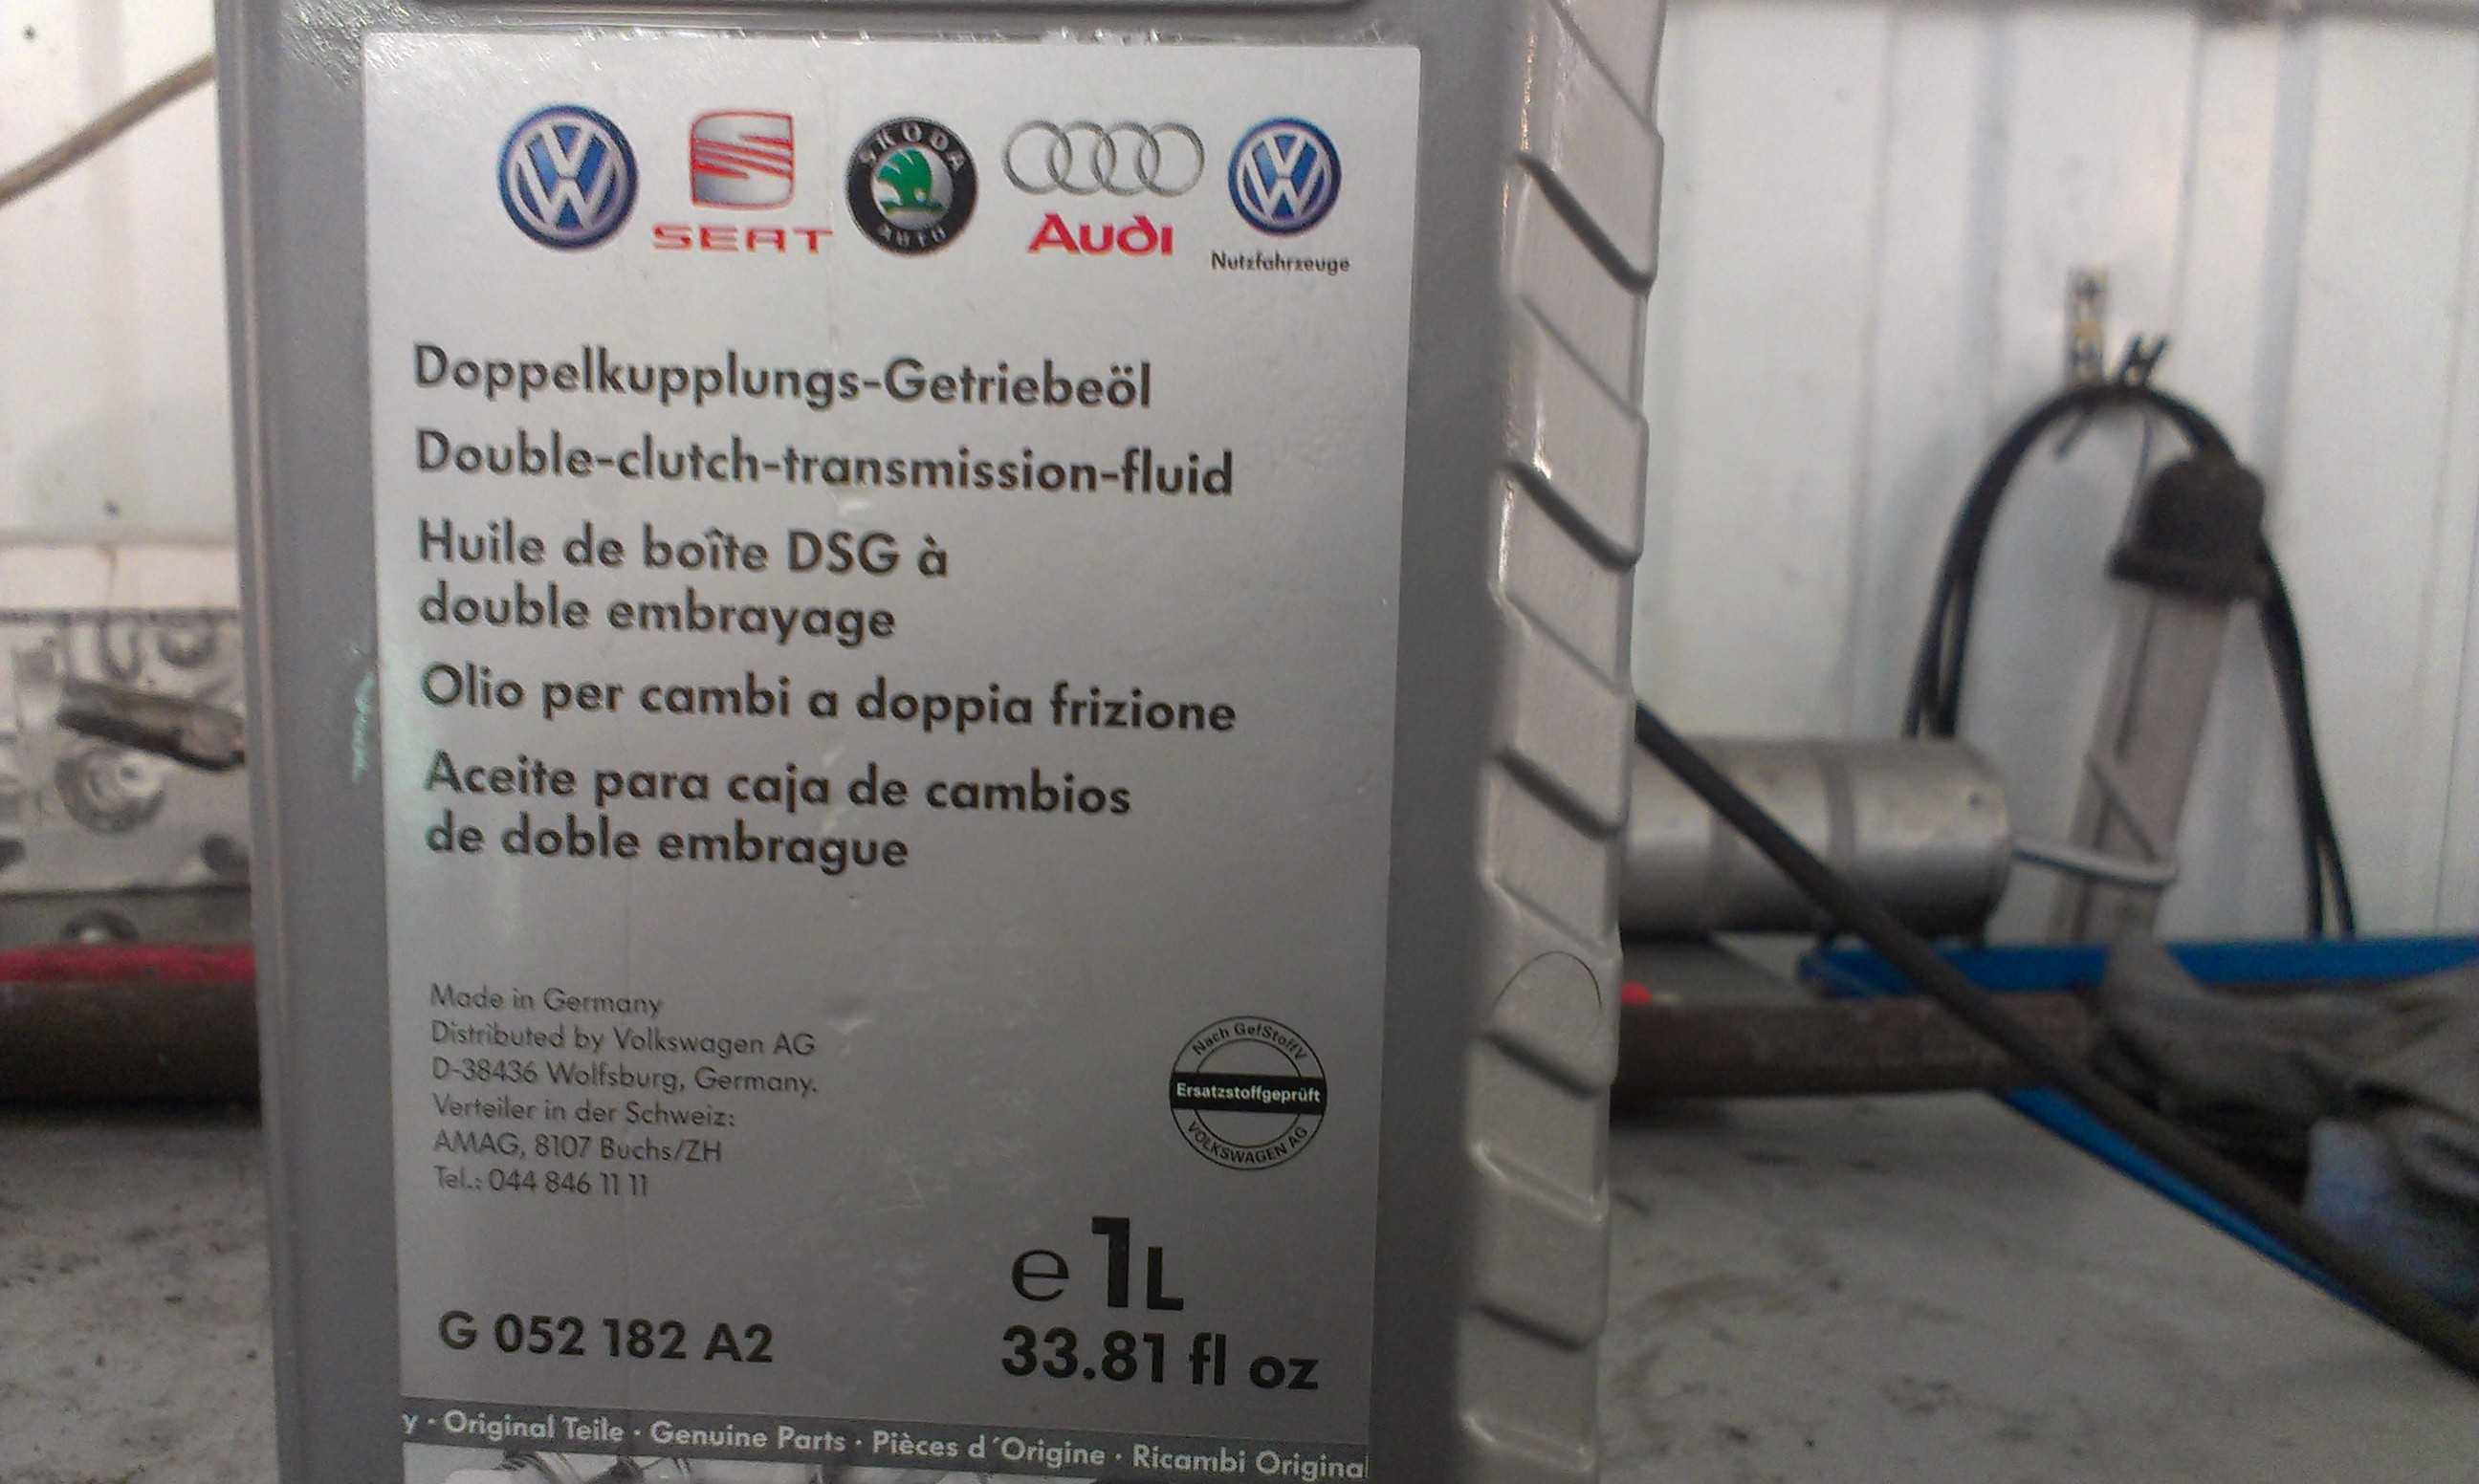 SEAT
SKODA
AUTO
Audi
Nutzfahrzeuge
Doppelkupplungs-Getriebeöl
Double-clutch-transmission-fluid
Huile de boîte DSG à
double embrayage
Olio per cambi a doppia frizione
Aceite para caja de cambios
de doble embrague
Made in Germany
Distributed by Volkswagen AG
D-38436 Wolfsburg, Germany.
Verteiler in der Schweiz:
AMAG, 8107 Buchs/ZH
Tel.: 044 846 11 11
Nach GefStoffV
Ersatzstoffgeprüft
VOLKSWAGEN AG
e 1L
G 052 182 A2
33.81 fl oz
y · Original Teile · Genuine Parts · Pièces d´Origine · Ricambi Original